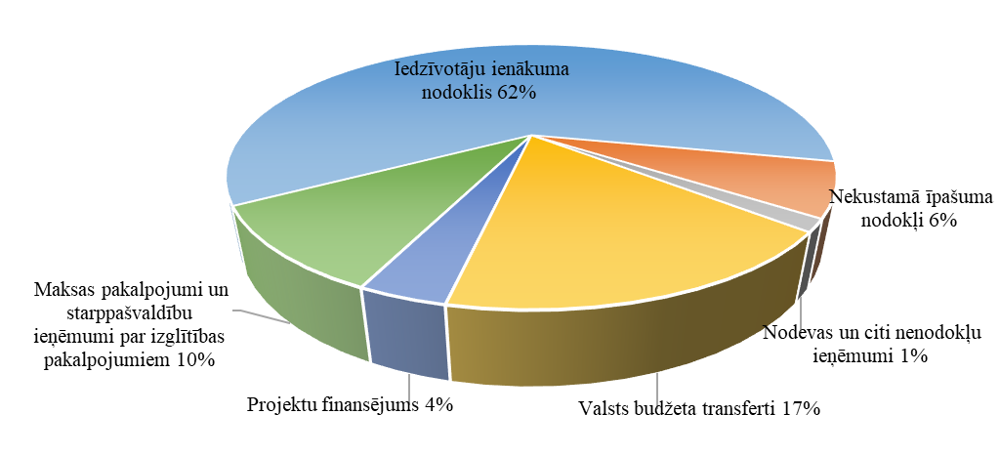 Iedzīvotāju ienākuma
nodoklis 62%
Nekustamā īpašuma
nodokļi 6%
Nodevas un citi nenodokļu
ieņēmumi 1%
Valsts budžeta transferti 17%
Projektu finansējums 4%
Maksas pakalpojumi un
starppašvaldību
ieņēmumi par izglītības
pakalpojumiem 10%